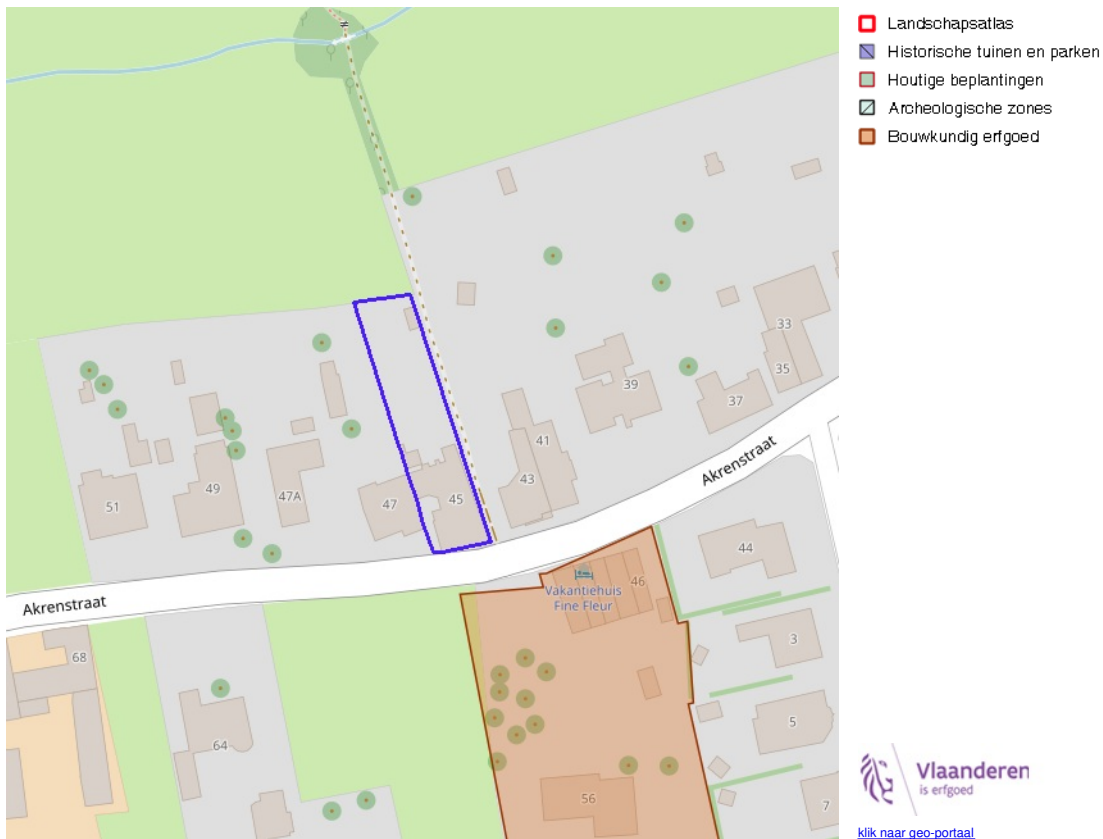 Landschapsatlas
Historische tuinen en parken
Houtige beplantingen
Archeologische zones
Bouwkundig erfgoed
33
35
39
37
41
43
45
47
47A
49
51
Akrenstraat
Akrenstraat
44
46
Vakantiehuis
Fine Fleur
3
68
64
5
56
7
Vlaanderen
is erfgoed
klik naar geo-portaal